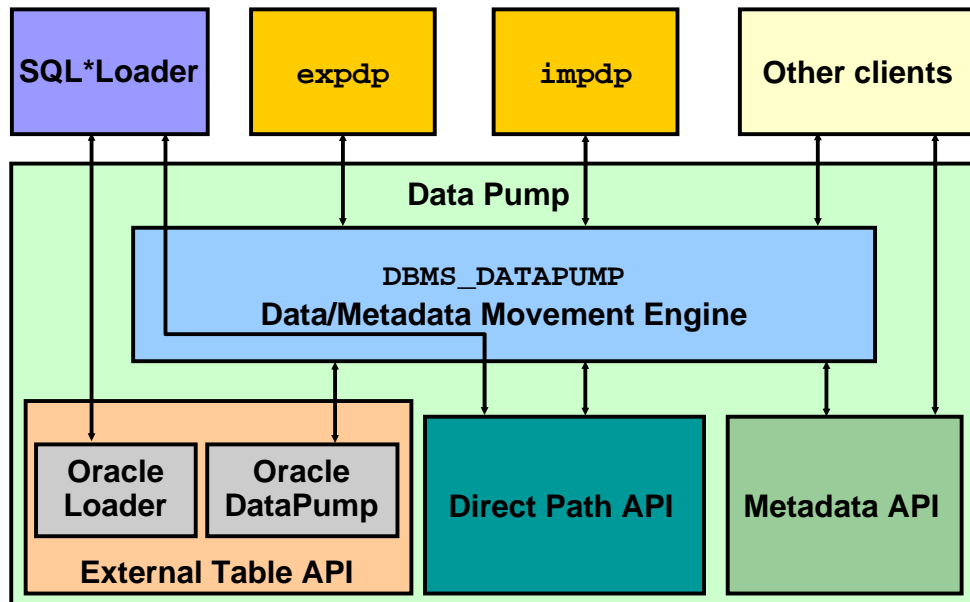 SQL*Loader
expdp
impdp
Other clients
Data Pump
DBMS_DATAPUMP
Data/Metadata Movement Engine
Oracle
Loader
Oracle
DataPump
External Table API
Direct Path API
Metadata API